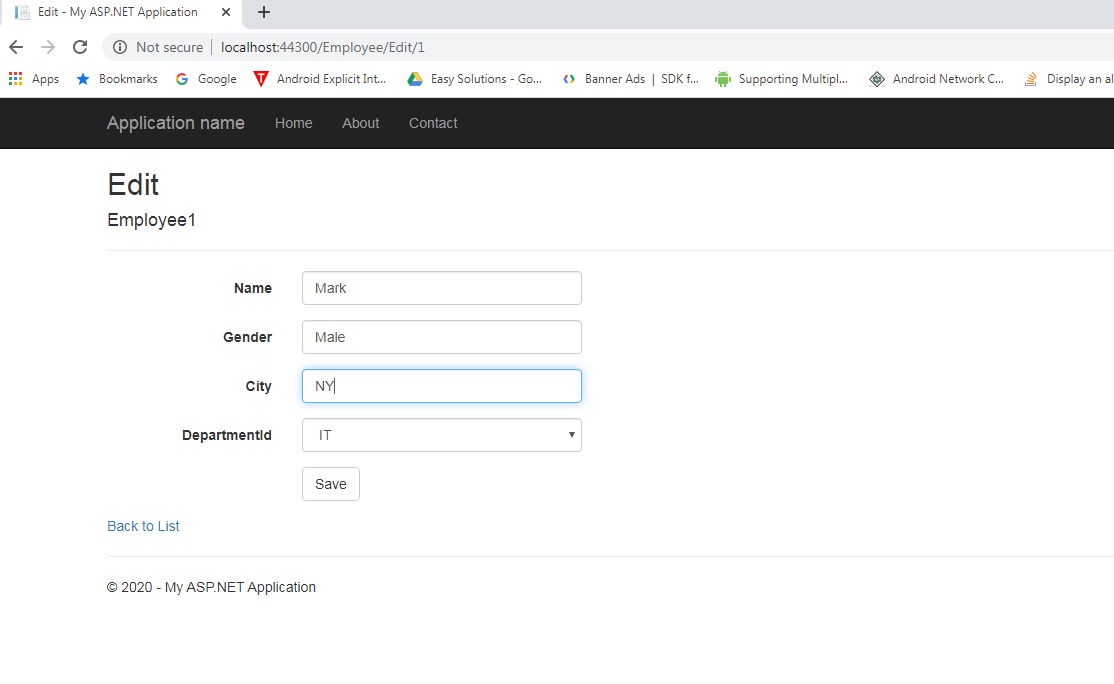 Edit - My ASP.NET Application
Not secure | localhost:44300/Employee/Edit/1
Apps Bookmarks Google Android Explicit Int... Easy Solutions - Go... Banner Ads | SDK f... Supporting Multipl... Android Network C... Display an al
Application name Home About Contact
Edit
Employee1
Name Mark
Gender Male
City NY
DepartmentId IT
Save
Back to List
© 2020 - My ASP.NET Application